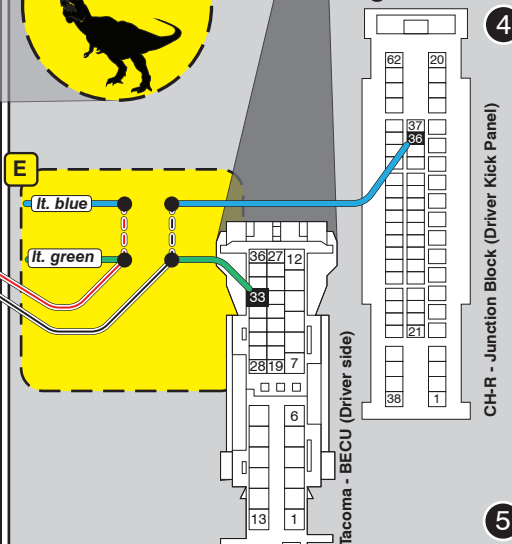 4
62 20
37
36
E
lt. blue
lt. green
36 27 12
33
21
28 19 7
38 1
6
13 1
Tacoma - BECU (Driver side)
CH-R - Junction Block (Driver Kick Panel)
5